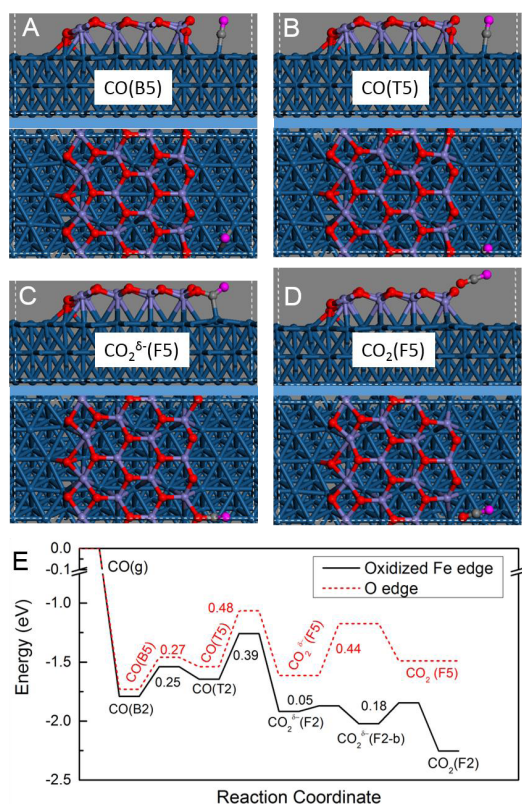 A
B
CO(B5)
CO(T5)
C
D
CO₂ᵟ⁻(F5)
CO₂(F5)
E
0.0
-0.1
-1.0
-1.5
-2.0
-2.5
Energy (eV)
Oxidized Fe edge
O edge
CO(g)
CO(B5)
0.27
CO(T5)
0.48
CO₂ᵟ⁻(F5)
0.44
CO₂ (F5)
CO(B2)
0.25
CO(T2)
0.39
CO₂ᵟ⁻(F2)
0.05
CO₂ᵟ⁻(F2-b)
0.18
CO₂(F2)
Reaction Coordinate